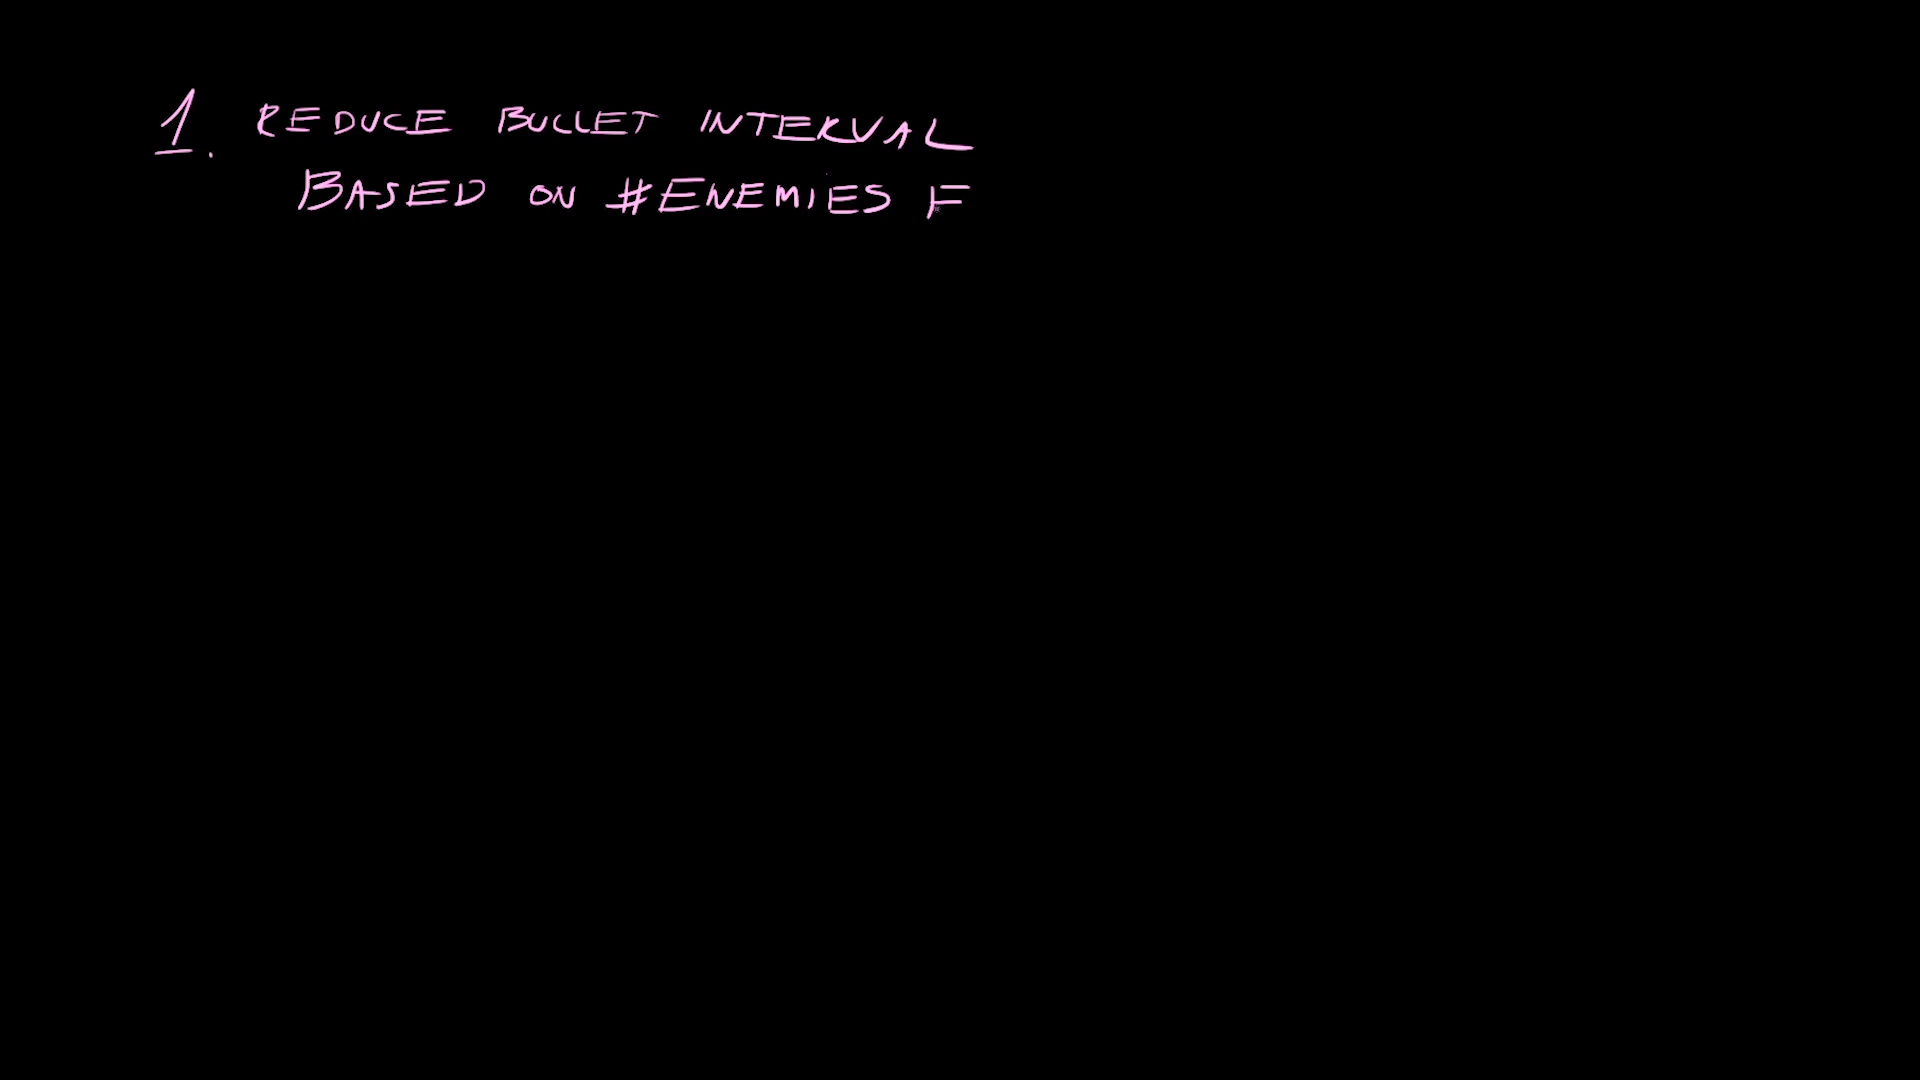 1. REDUCE BULLET INTERVAL
BASED ON #ENEMIES F